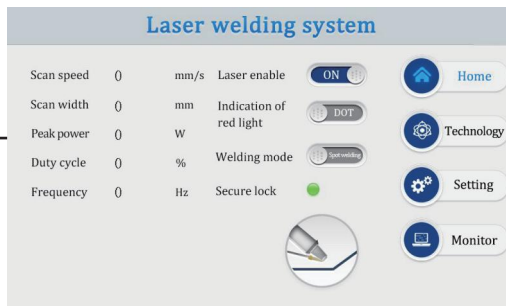 Laser welding system
Scan speed 0 mm/s
Scan width 0 mm
Peak power 0 W
Duty cycle 0 %
Frequency 0 Hz
Laser enable ON
Indication of
red light DOT
Welding mode Spot welding
Secure lock
Home
Technology
Setting
Monitor